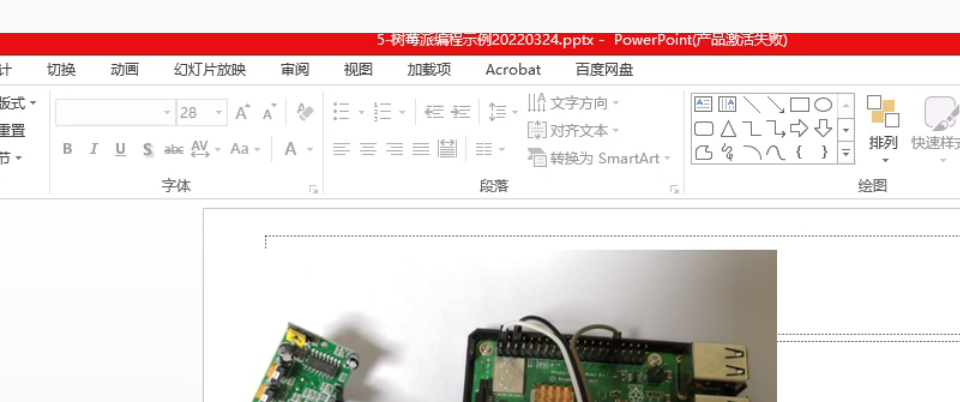 5-树莓派编程示例20220324.pptx - PowerPoint(产品激活失败)
计 切换 动画 幻灯片放映 审阅 视图 加载项 Acrobat 百度网盘
版式 28 A A 文字方向
重置 对齐文本 排列 快速样式
节 B I U S abc AV Aa A 转换为 SmartArt
字体 段落 绘图